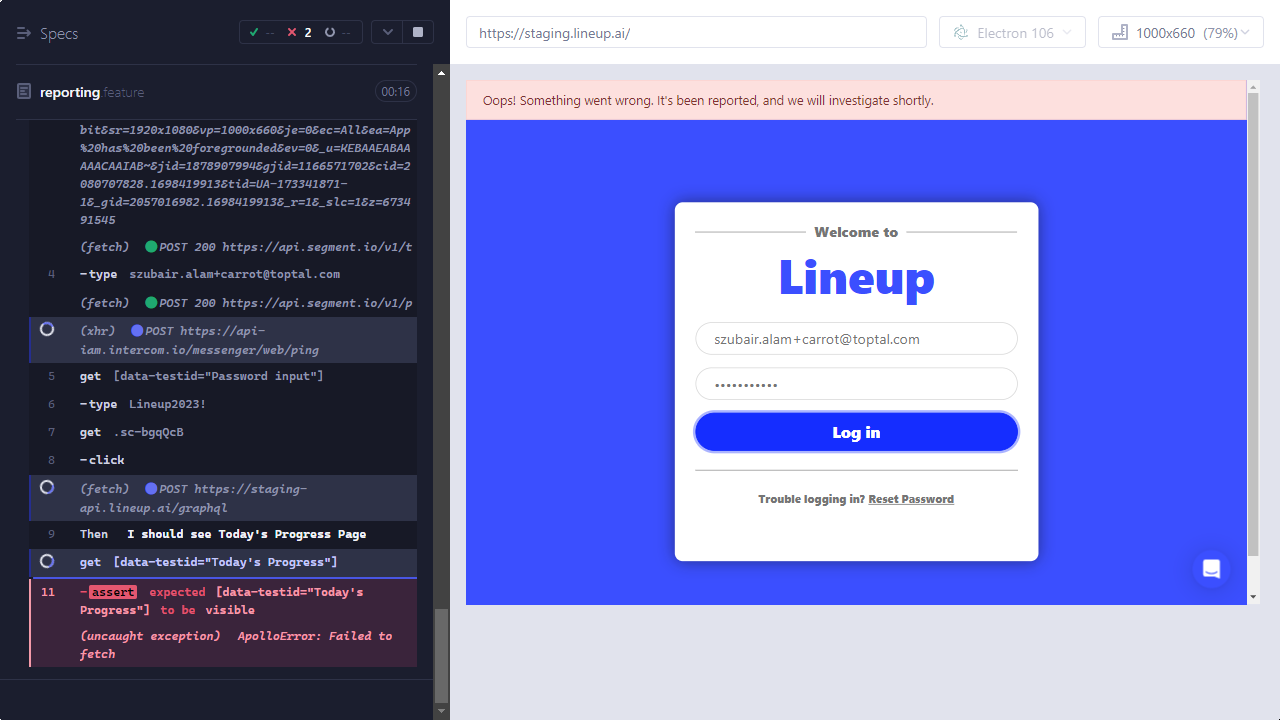 Specs
--
2
--
https://staging.lineup.ai/
Electron 106
1000x660 (79%)
reporting.feature
00:16
bit&sr=1920x1080&vp=1000x660&je=0&ec=All&ea=App
%20has%20been%20foregrounded&ev=0&_u=KEBAAEABAA
AAACAAIAB~&jid=1878907994&gjid=1166571702&cid=2
080707828.1698419913&tid=UA-173341871-
1&_gid=2057016982.1698419913&_r=1&_slc=1&z=6734
91545
(fetch) POST 200 https://api.segment.io/v1/t
4 -type szubair.alam+carrot@toptal.com
(fetch) POST 200 https://api.segment.io/v1/p
(xhr) POST https://api-
iam.intercom.io/messenger/web/ping
5 get [data-testid="Password input"]
6 -type Lineup2023!
7 get .sc-bgqQcB
8 -click
(fetch) POST https://staging-
api.lineup.ai/graphql
9 Then I should see Today's Progress Page
get [data-testid="Today's Progress"]
11 -assert expected [data-testid="Today's
Progress"] to be visible
(uncaught exception) ApolloError: Failed to
fetch
Oops! Something went wrong. It's been reported, and we will investigate shortly.
Welcome to
Lineup
szubair.alam+carrot@toptal.com
•••••••••••
Log in
Trouble logging in? Reset Password